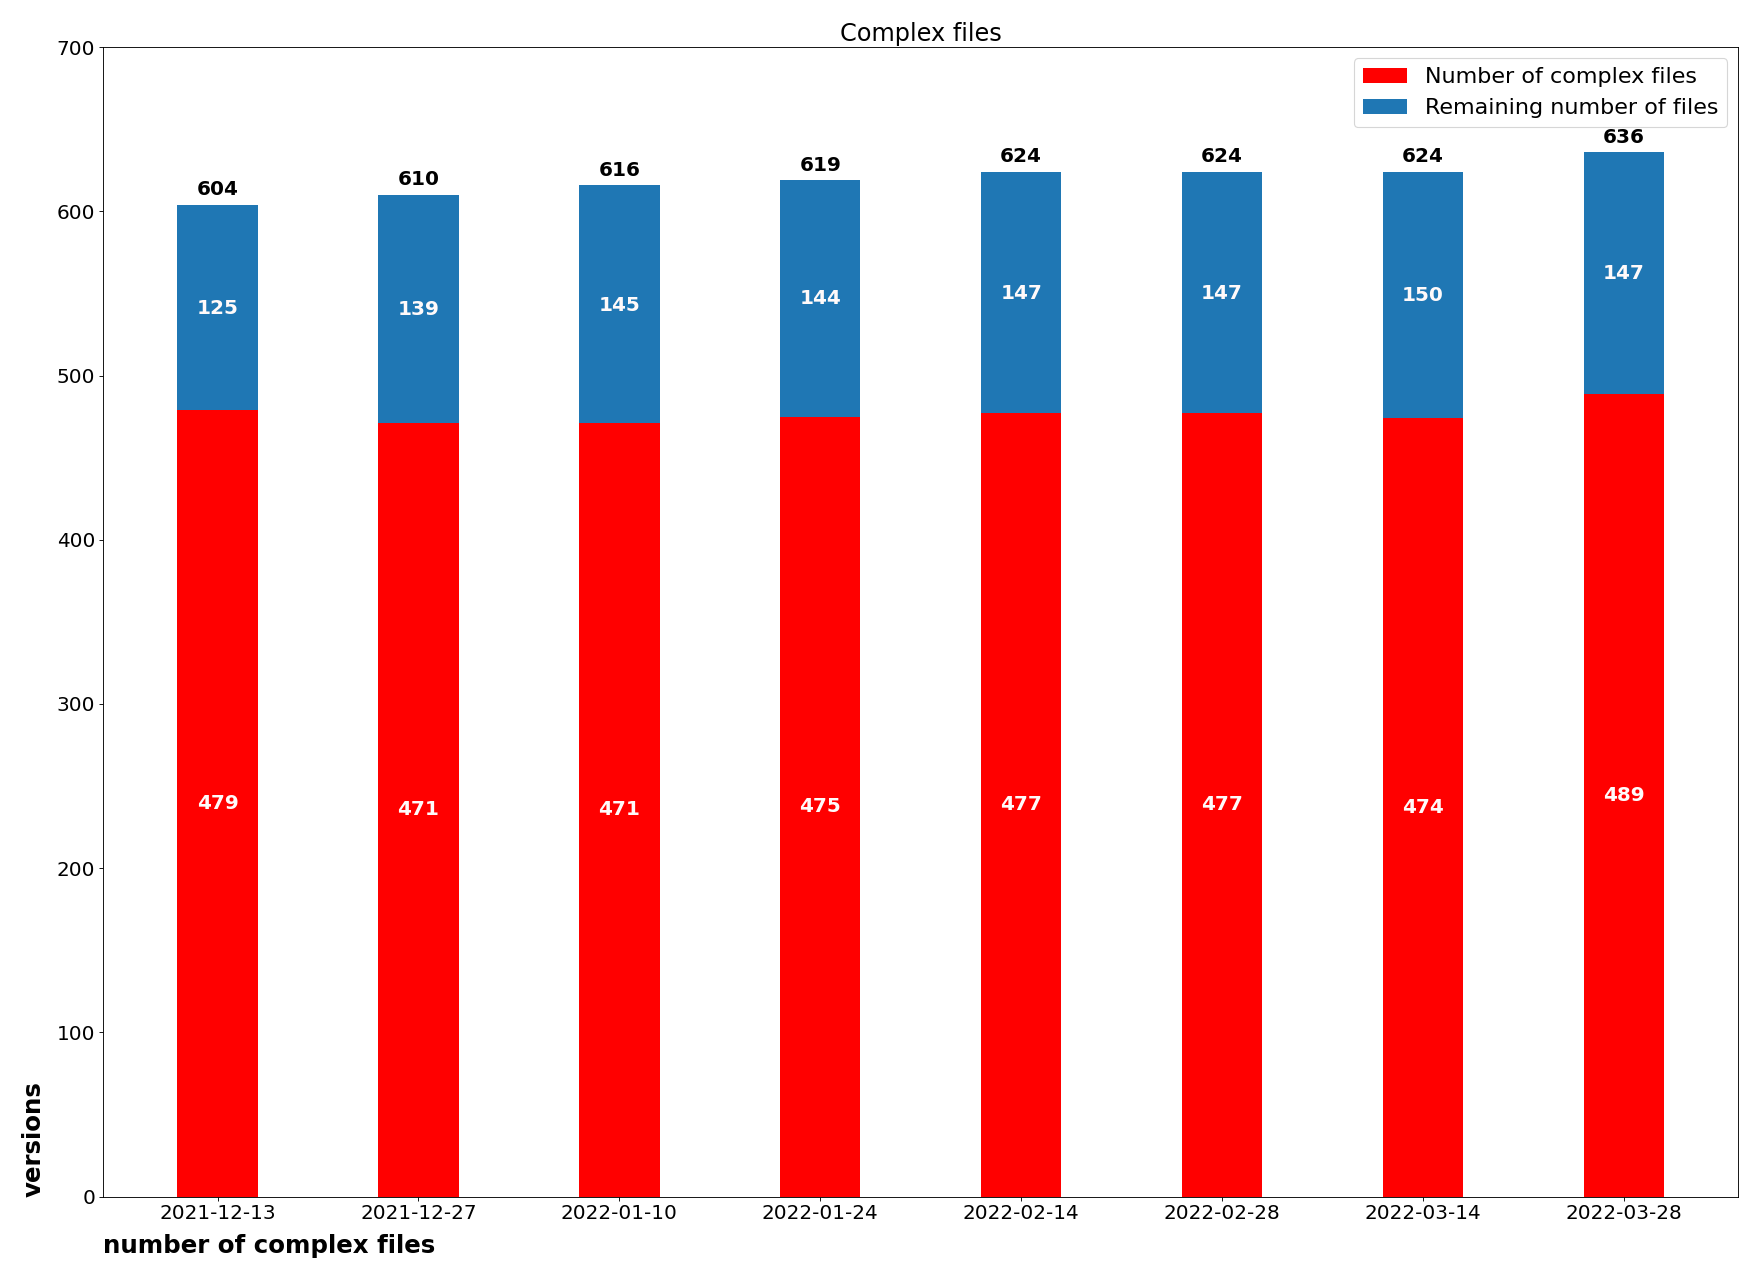 Complex files
700
600
500
400
300
200
100
0
Number of complex files
Remaining number of files
604 610 616 619 624 624 624 636
125 139 145 144 147 147 150 147
479 471 471 475 477 477 474 489
versions
2021-12-13 2021-12-27 2022-01-10 2022-01-24 2022-02-14 2022-02-28 2022-03-14 2022-03-28
number of complex files